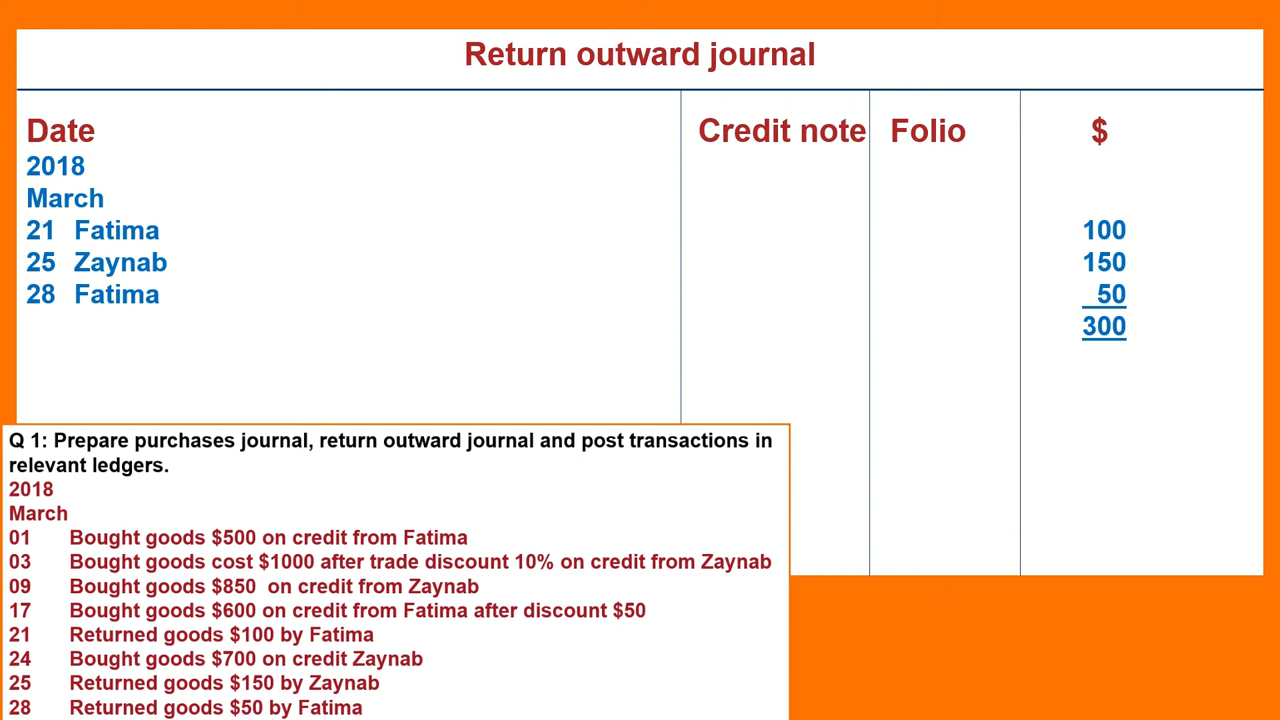 Return outward journal
Date Credit note Folio $
2018
March
21 Fatima 100
25 Zaynab 150
28 Fatima 50
300
Q 1: Prepare purchases journal, return outward journal and post transactions in
relevant ledgers.
2018
March
01 Bought goods $500 on credit from Fatima
03 Bought goods cost $1000 after trade discount 10% on credit from Zaynab
09 Bought goods $850 on credit from Zaynab
17 Bought goods $600 on credit from Fatima after discount $50
21 Returned goods $100 by Fatima
24 Bought goods $700 on credit Zaynab
25 Returned goods $150 by Zaynab
28 Returned goods $50 by Fatima